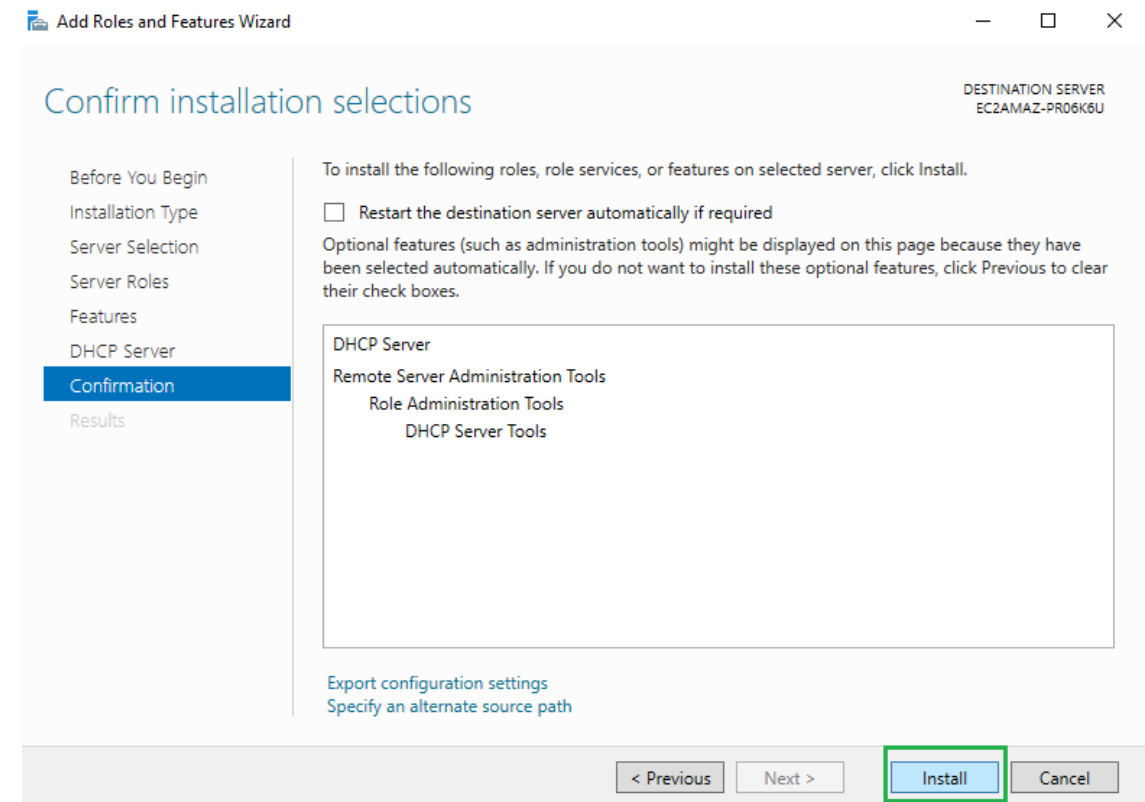 Add Roles and Features Wizard
Confirm installation selections
DESTINATION SERVER
EC2AMAZ-PR06K6U
Before You Begin
Installation Type
Server Selection
Server Roles
Features
DHCP Server
Confirmation
Results
To install the following roles, role services, or features on selected server, click Install.
Restart the destination server automatically if required
Optional features (such as administration tools) might be displayed on this page because they have
been selected automatically. If you do not want to install these optional features, click Previous to clear
their check boxes.
DHCP Server
Remote Server Administration Tools
Role Administration Tools
DHCP Server Tools
Export configuration settings
Specify an alternate source path
< Previous
Next >
Install
Cancel